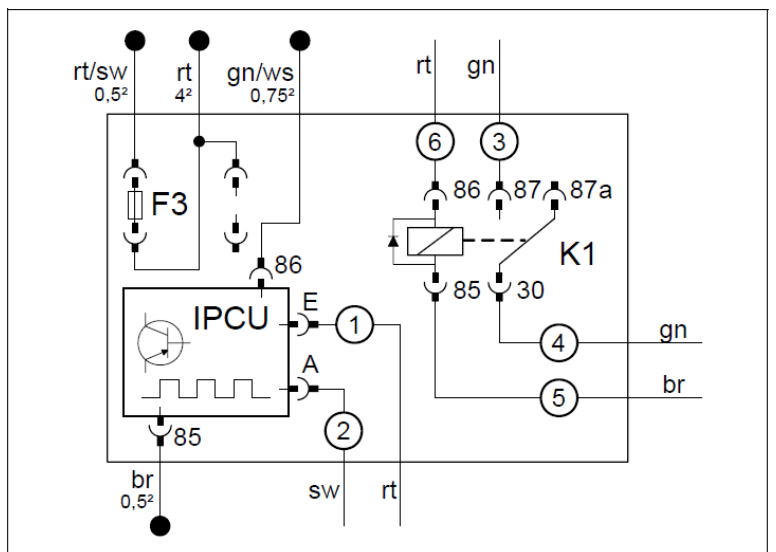 rt/sw
0,5²
rt
4²
gn/ws
0,75²
rt
gn
6
3
86
87
87a
F3
K1
86
85
30
IPCU
E
1
A
4
gn
5
br
2
85
br
0,5²
sw
rt